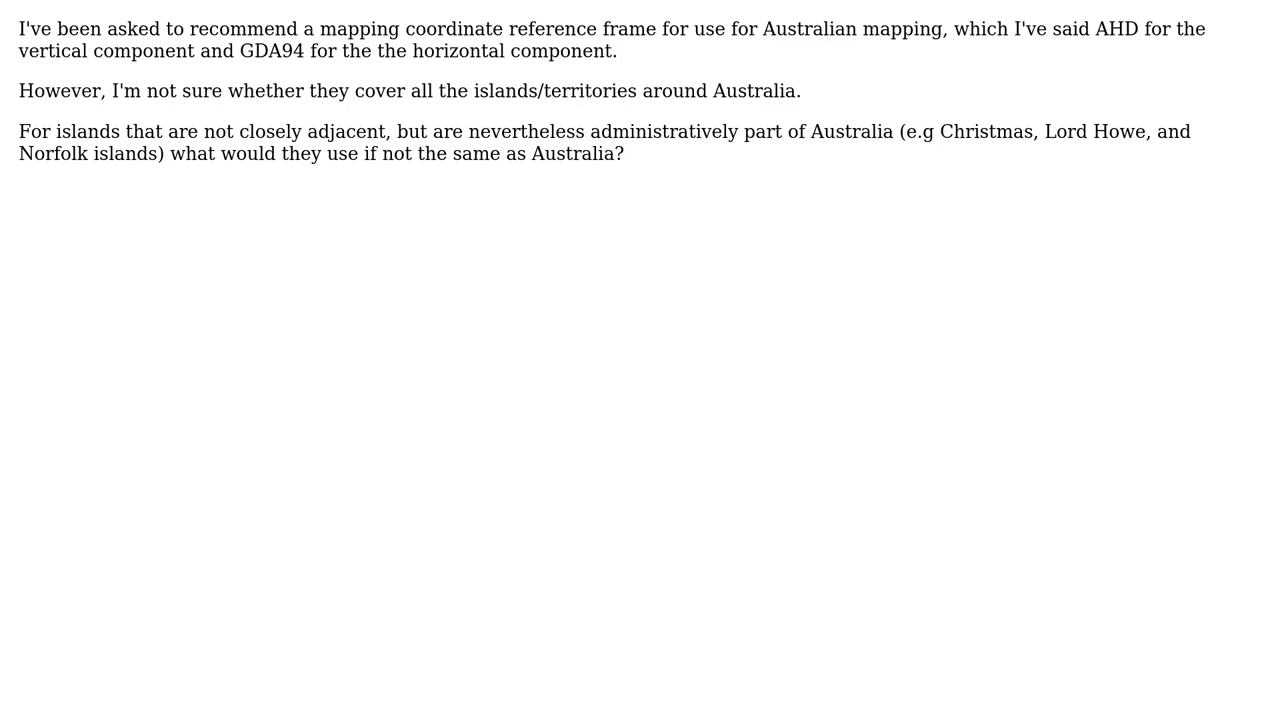 I've been asked to recommend a mapping coordinate reference frame for use for Australian mapping, which I've said AHD for the
vertical component and GDA94 for the the horizontal component.
However, I'm not sure whether they cover all the islands/territories around Australia.
For islands that are not closely adjacent, but are nevertheless administratively part of Australia (e.g Christmas, Lord Howe, and
Norfolk islands) what would they use if not the same as Australia?